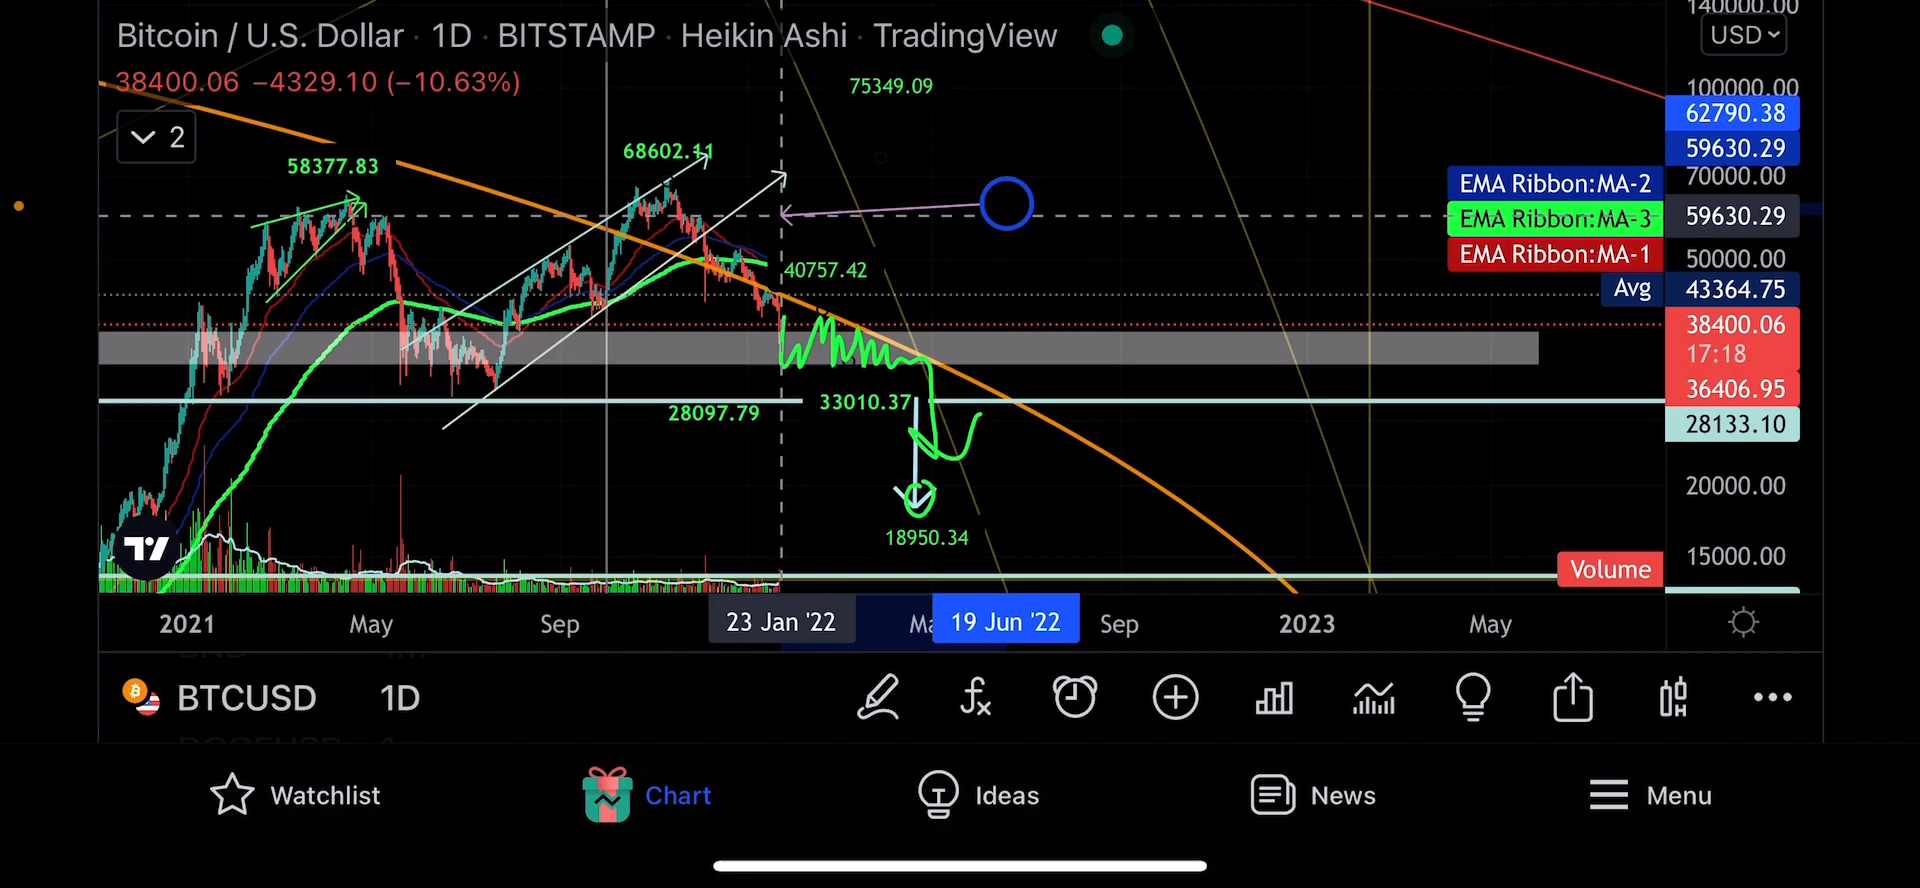 Bitcoin / U.S. Dollar · 1D · BITSTAMP · Heikin Ashi · TradingView
38400.06 −4329.10 (−10.63%)
2
58377.83
68602.11
75349.09
40757.42
28097.79
33010.37
18950.34
140000.00
USD
100000.00
62790.38
59630.29
EMA Ribbon:MA-2
70000.00
EMA Ribbon:MA-3 59630.29
EMA Ribbon:MA-1 50000.00
Avg 43364.75
38400.06
17:18
36406.95
28133.10
20000.00
15000.00
Volume
2021 May Sep 23 Jan '22 Ma 19 Jun '22 Sep 2023 May
BTCUSD 1D
Watchlist Chart Ideas News Menu